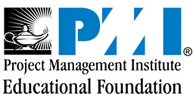 PMI®
Project Management Institute
Educational Foundation